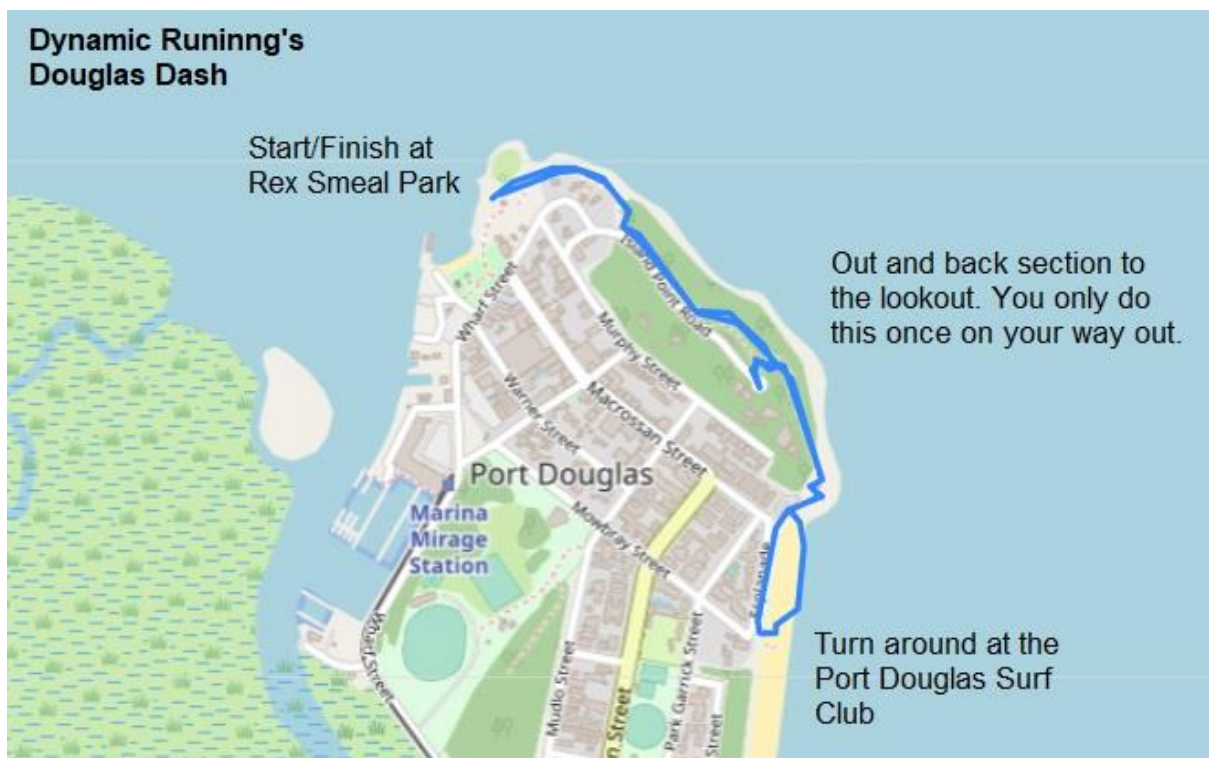 Dynamic Runinng's
Douglas Dash
Start/Finish at
Rex Smeal Park
Out and back section to
the lookout. You only do
this once on your way out.
Island Point Road
Wharf Street
Murphy Street
Macrossan Street
Warner Street
Port Douglas
Marina
Mirage
Station
Mowbray Street
Esplanade
Turn around at the
Port Douglas Surf
Club
Wharf Street
Mudlo Street
n Street
Park Garrick Street
Street